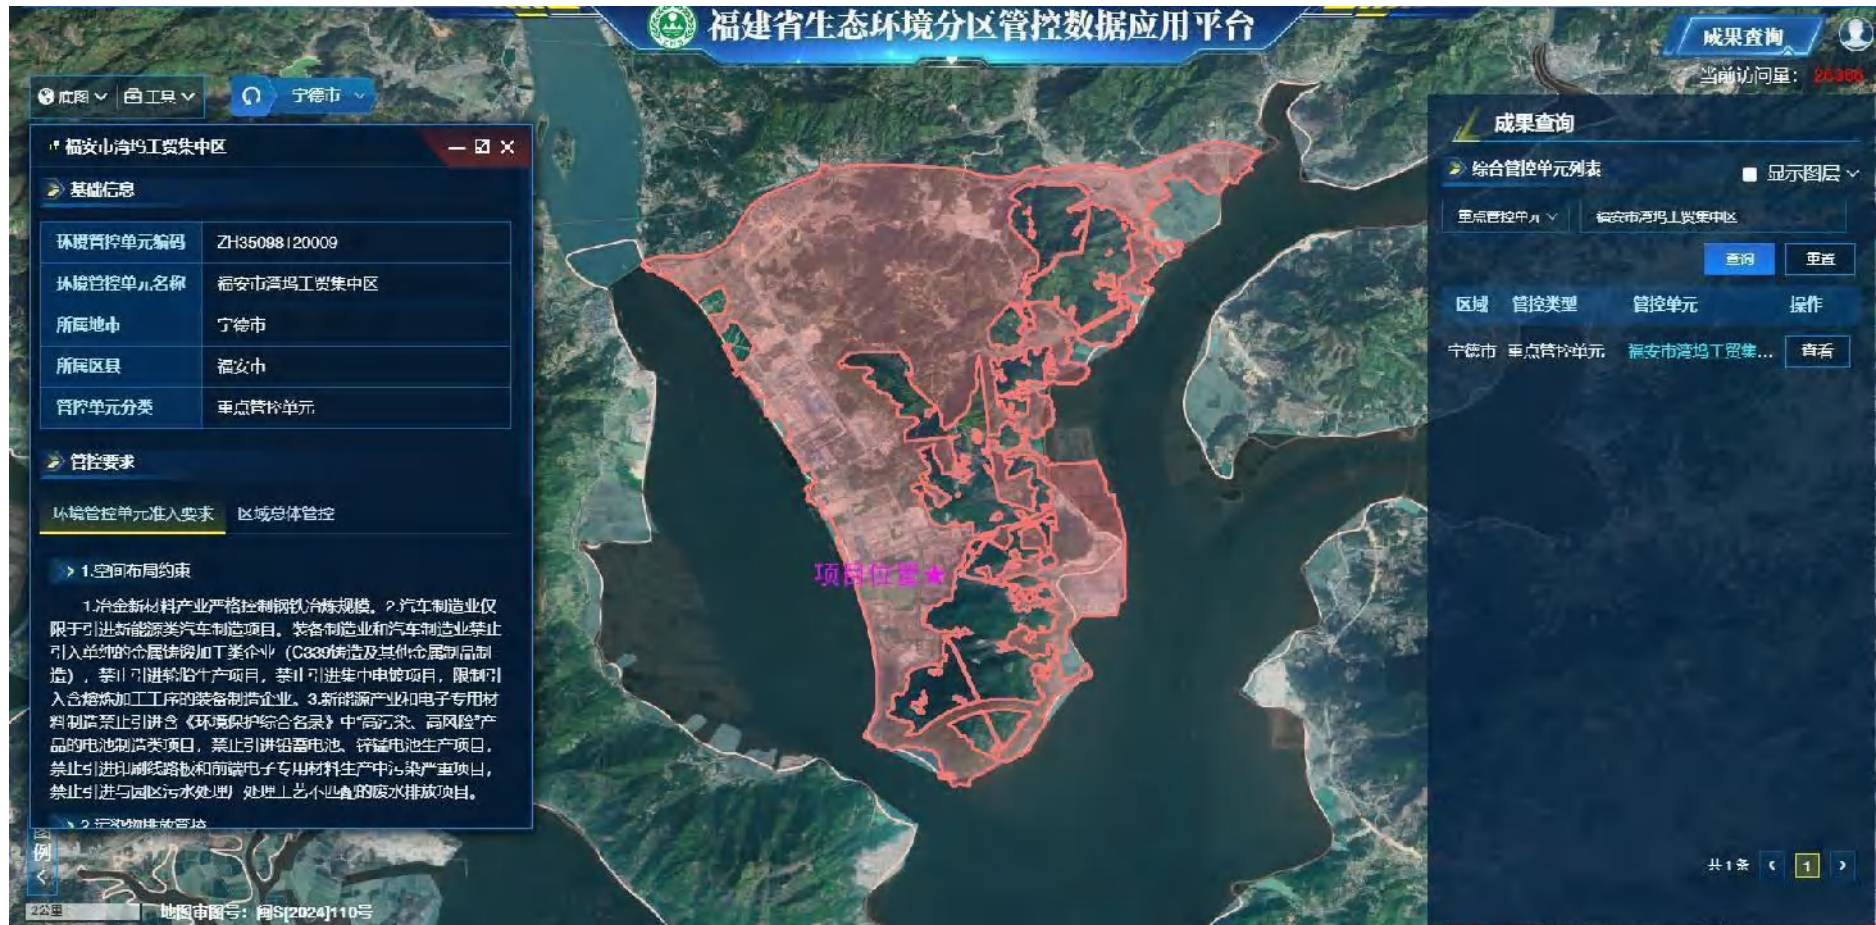 福建省生态环境分区管控数据应用平台
成果查询
当前访问量：
底图
工具
宁德市
福安市湾坞工贸集中区
基础信息
环境管控单元编码 ZH35098120009
环境管控单元名称 福安市湾坞工贸集中区
所属地市 宁德市
所属区县 福安市
管控单元分类 重点管控单元
管控要求
环境管控单元准入要求 区域总体管控
1.空间布局约束
1.冶金新材料产业严格控制钢铁冶炼规模。2.汽车制造业仅
限于引进新能源类汽车制造项目。装备制造业和汽车制造业禁止
引入单纯的金属铸锻加工类企业（C339铸造及其他金属制品制
造），禁止引进轮胎生产项目，禁止引进集中电镀项目，限制引
入含熔炼加工工序的装备制造企业。3.新能源产业和电子专用材
料制造禁止引进含《环境保护综合名录》中“高污染、高风险”产
品的电池制造类项目，禁止引进铅蓄电池、锌锰电池生产项目，
禁止引进印刷线路板和前端电子专用材料生产中污染严重项目，
禁止引进与园区污水处理厂处理工艺不匹配的废水排放项目。
2.污染物排放管控
图例
2公里
地图审图号：闽S[2024]110号
项目位置★
成果查询
综合管控单元列表
显示图层
重点管控单元
福安市湾坞工贸集中区
查询 重置
区域 管控类型 管控单元 操作
宁德市 重点管控单元 福安市湾坞工贸集... 查看
共1条 < 1 >